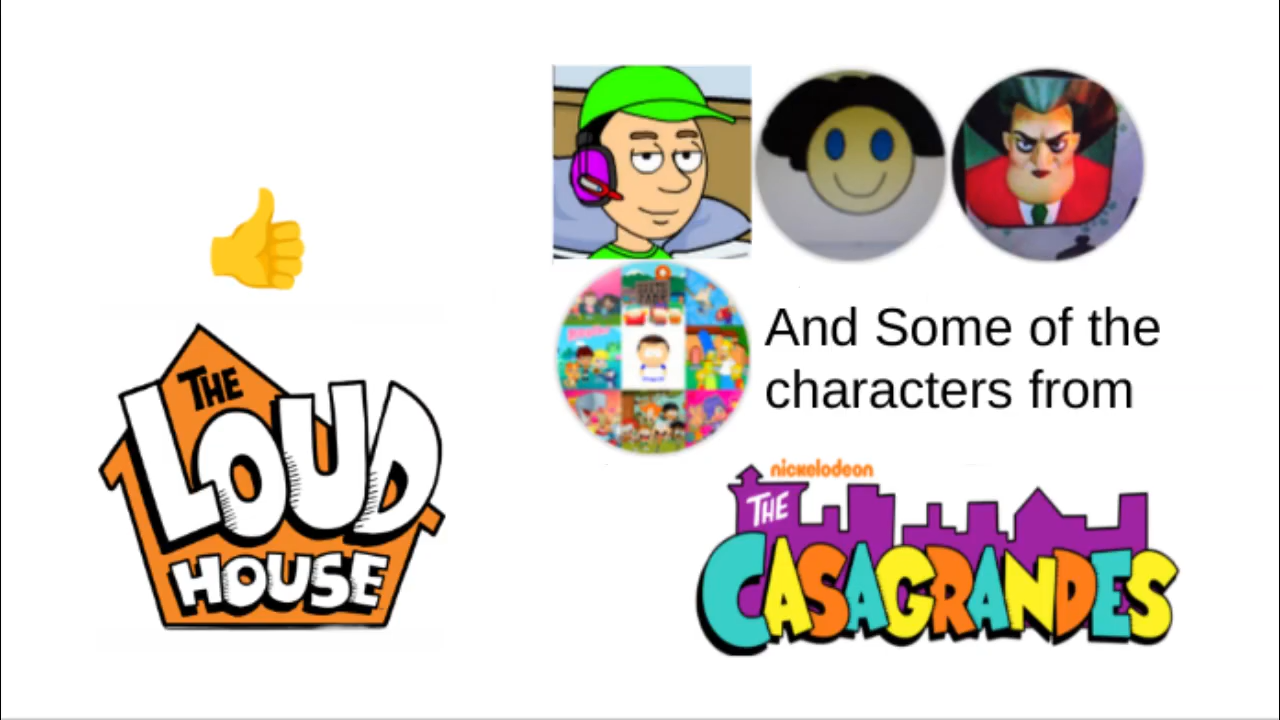 And Some of the
characters from
THE
LOUD
HOUSE
nickelodeon
THE
CASAGRANDES